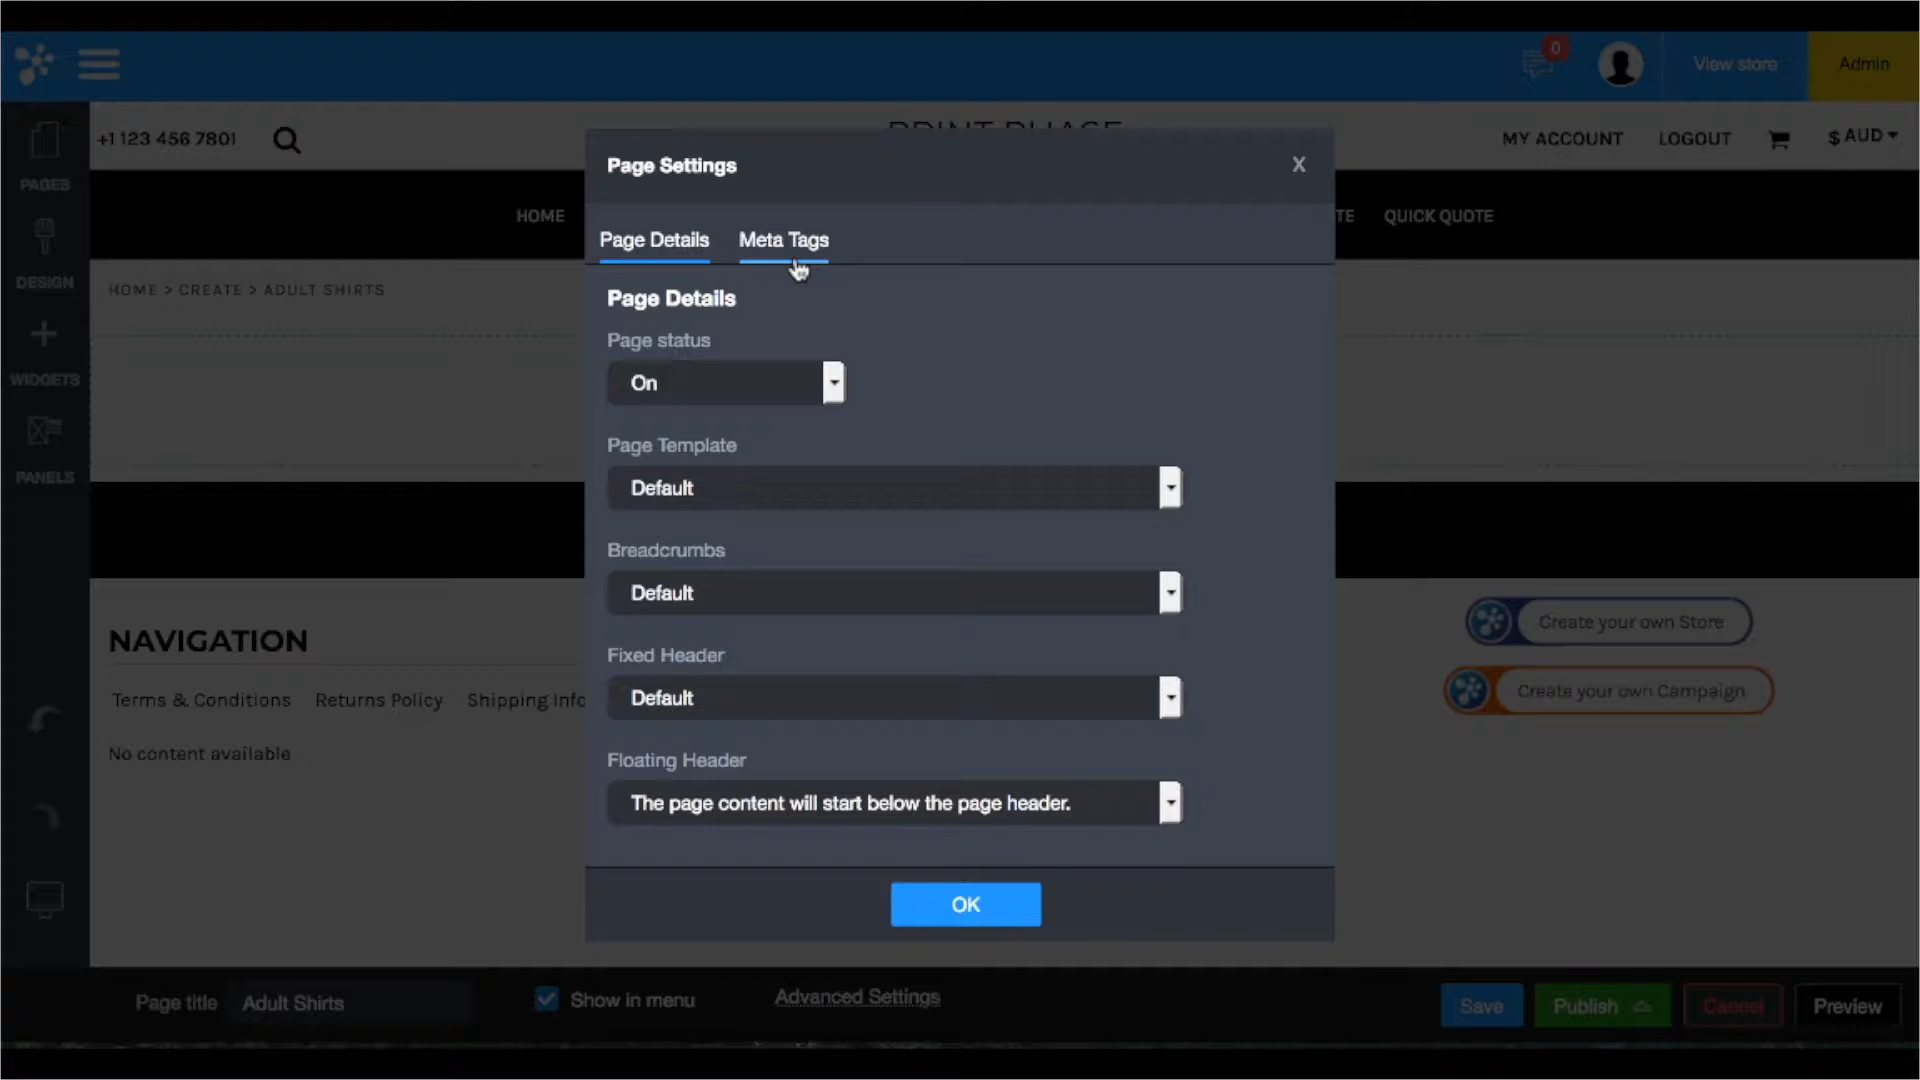 0
View store
Admin
+1 123 456 7801
MY ACCOUNT
LOGOUT
$ AUD
PAGES
Page Settings
X
HOME
TE
QUICK QUOTE
Page Details
Meta Tags
DESIGN
HOME > CREATE > ADULT SHIRTS
Page Details
Page status
On
WIDGETS
Page Template
PANELS
Default
Breadcrumbs
Default
Create your own Store
NAVIGATION
Fixed Header
Create your own Campaign
Terms & Conditions
Returns Policy
Shipping Info
Default
No content available
Floating Header
The page content will start below the page header.
OK
Page title
Adult Shirts
Show in menu
Advanced Settings
Save
Publish
Cancel
Preview